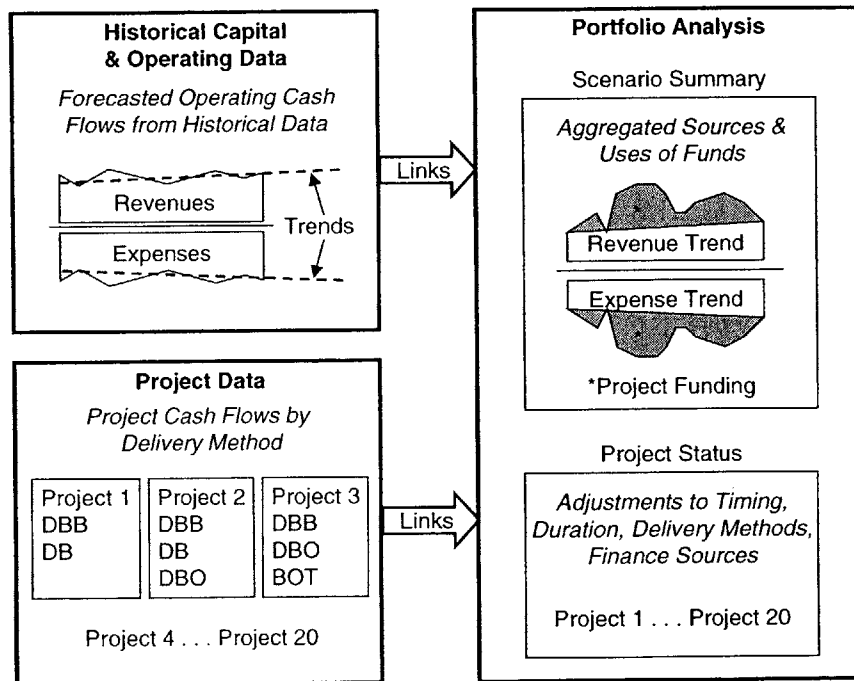 Historical Capital
& Operating Data
Forecasted Operating Cash
Flows from Historical Data
Revenues
Expenses
Trends
Links
Project Data
Project Cash Flows by
Delivery Method
Project 1
DBB
DB
Project 2
DBB
DB
DBO
Project 3
DBB
DBO
BOT
Project 4 . . . Project 20
Links
Portfolio Analysis
Scenario Summary
Aggregated Sources &
Uses of Funds
*
Revenue Trend
Expense Trend
*
*Project Funding
Project Status
Adjustments to Timing,
Duration, Delivery Methods,
Finance Sources
Project 1 . . . Project 20